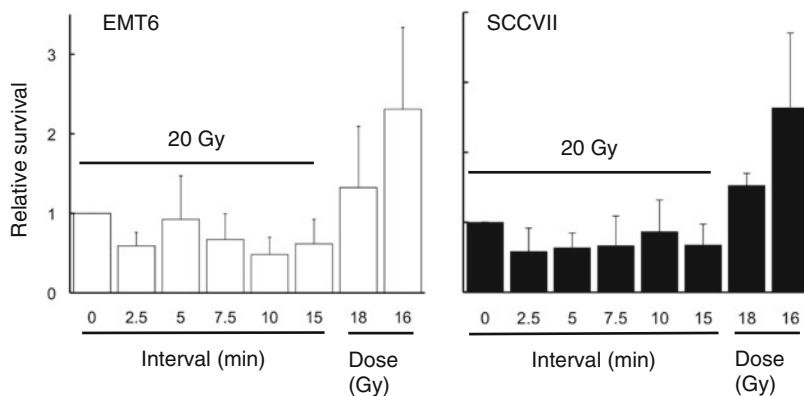 EMT6
SCCVII
Relative survival
3
2
1
0
20 Gy
20 Gy
0 2.5 5 7.5 10 15 18 16
0 2.5 5 7.5 10 15 18 16
Interval (min)
Dose
(Gy)
Interval (min)
Dose
(Gy)